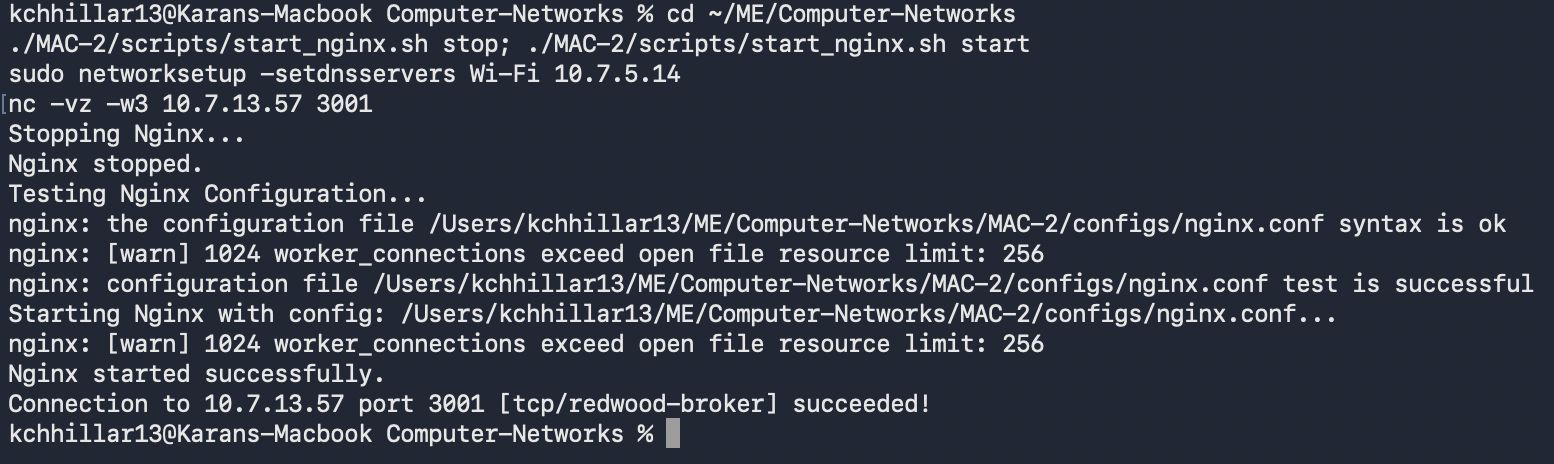 kchhillar13@Karans-Macbook Computer-Networks % cd ~/ME/Computer-Networks
./MAC-2/scripts/start_nginx.sh stop; ./MAC-2/scripts/start_nginx.sh start
sudo networksetup -setdnsservers Wi-Fi 10.7.5.14
[nc -vz -w3 10.7.13.57 3001
Stopping Nginx...
Nginx stopped.
Testing Nginx Configuration...
nginx: the configuration file /Users/kchhillar13/ME/Computer-Networks/MAC-2/configs/nginx.conf syntax is ok
nginx: [warn] 1024 worker_connections exceed open file resource limit: 256
nginx: configuration file /Users/kchhillar13/ME/Computer-Networks/MAC-2/configs/nginx.conf test is successful
Starting Nginx with config: /Users/kchhillar13/ME/Computer-Networks/MAC-2/configs/nginx.conf...
nginx: [warn] 1024 worker_connections exceed open file resource limit: 256
Nginx started successfully.
Connection to 10.7.13.57 port 3001 [tcp/redwood-broker] succeeded!
kchhillar13@Karans-Macbook Computer-Networks %